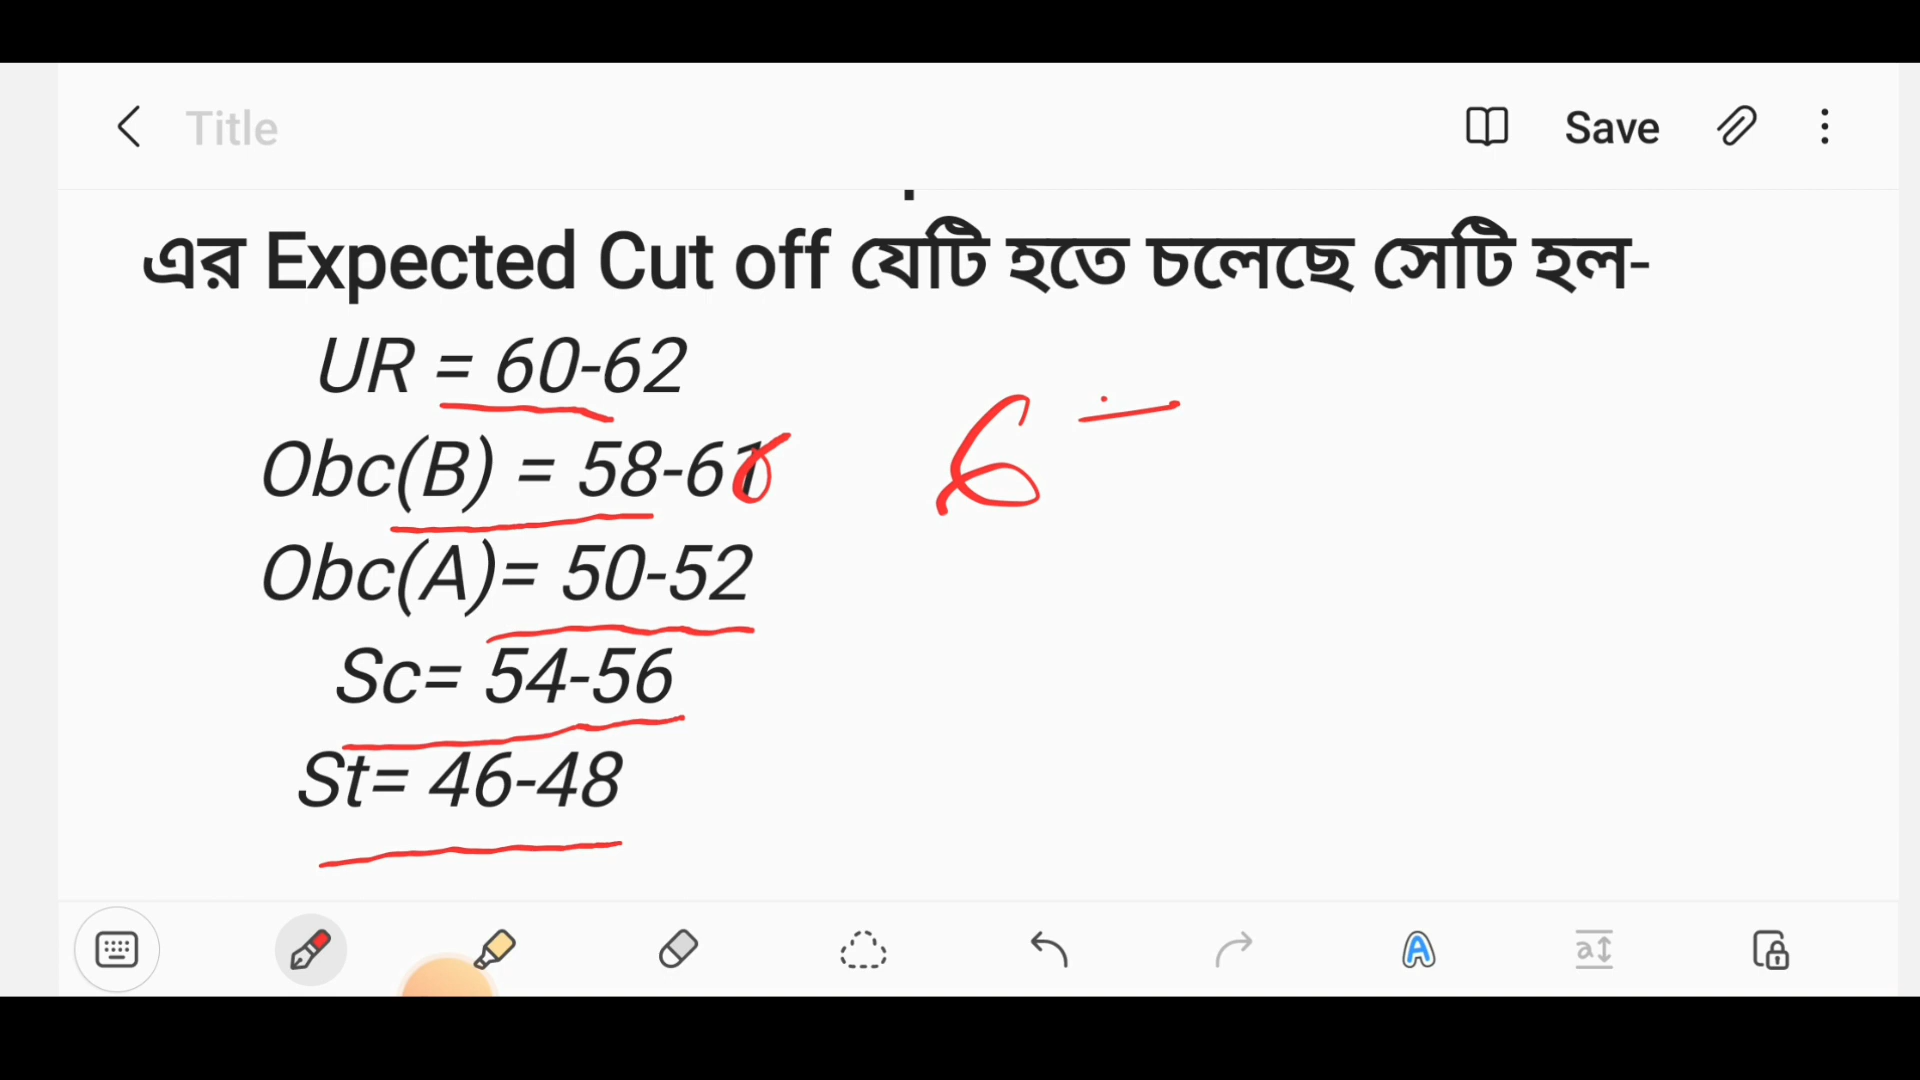 Title
Save
এর Expected Cut off যেটি হতে চলেছে সেটি হল-
UR = 60-62
Obc(B) = 58-61
Obc(A)= 50-52
Sc= 54-56
St= 46-48
6